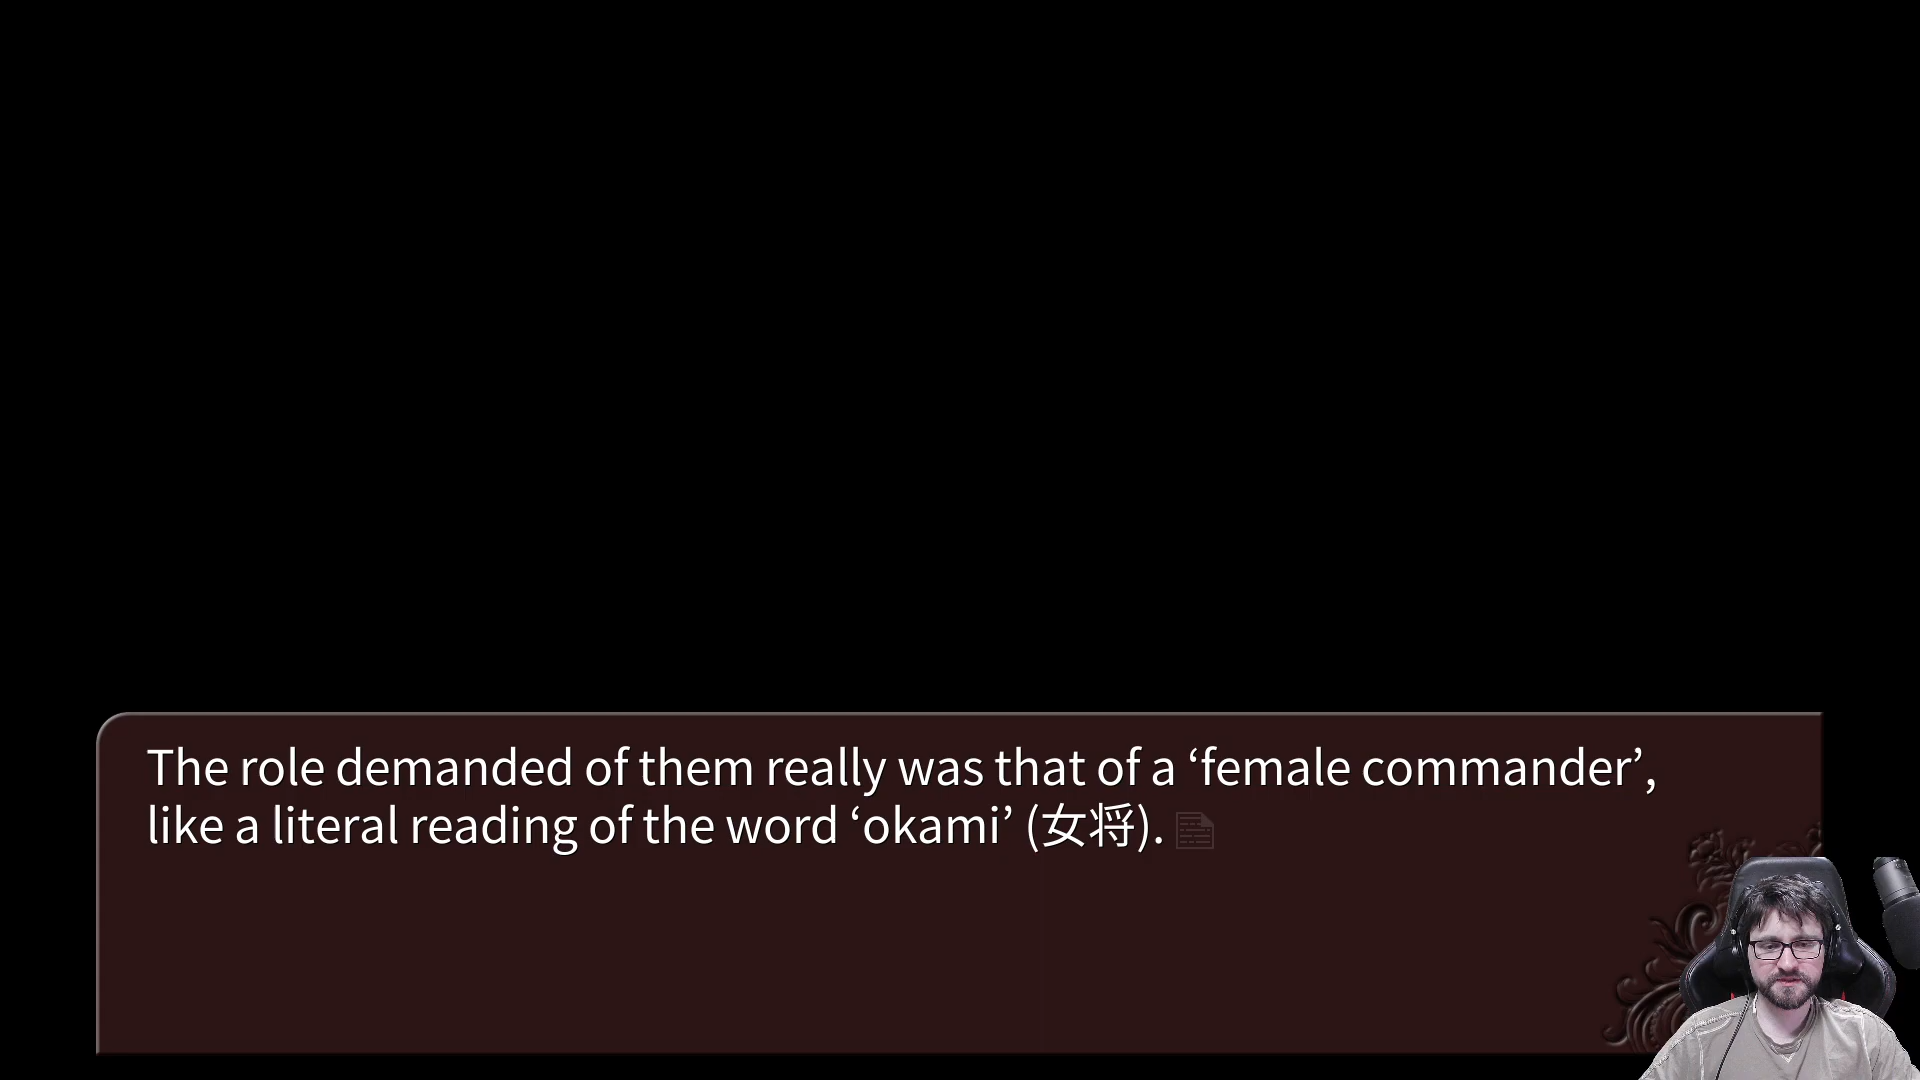 The role demanded of them really was that of a ‘female commander’,
like a literal reading of the word ‘okami’ (女将).